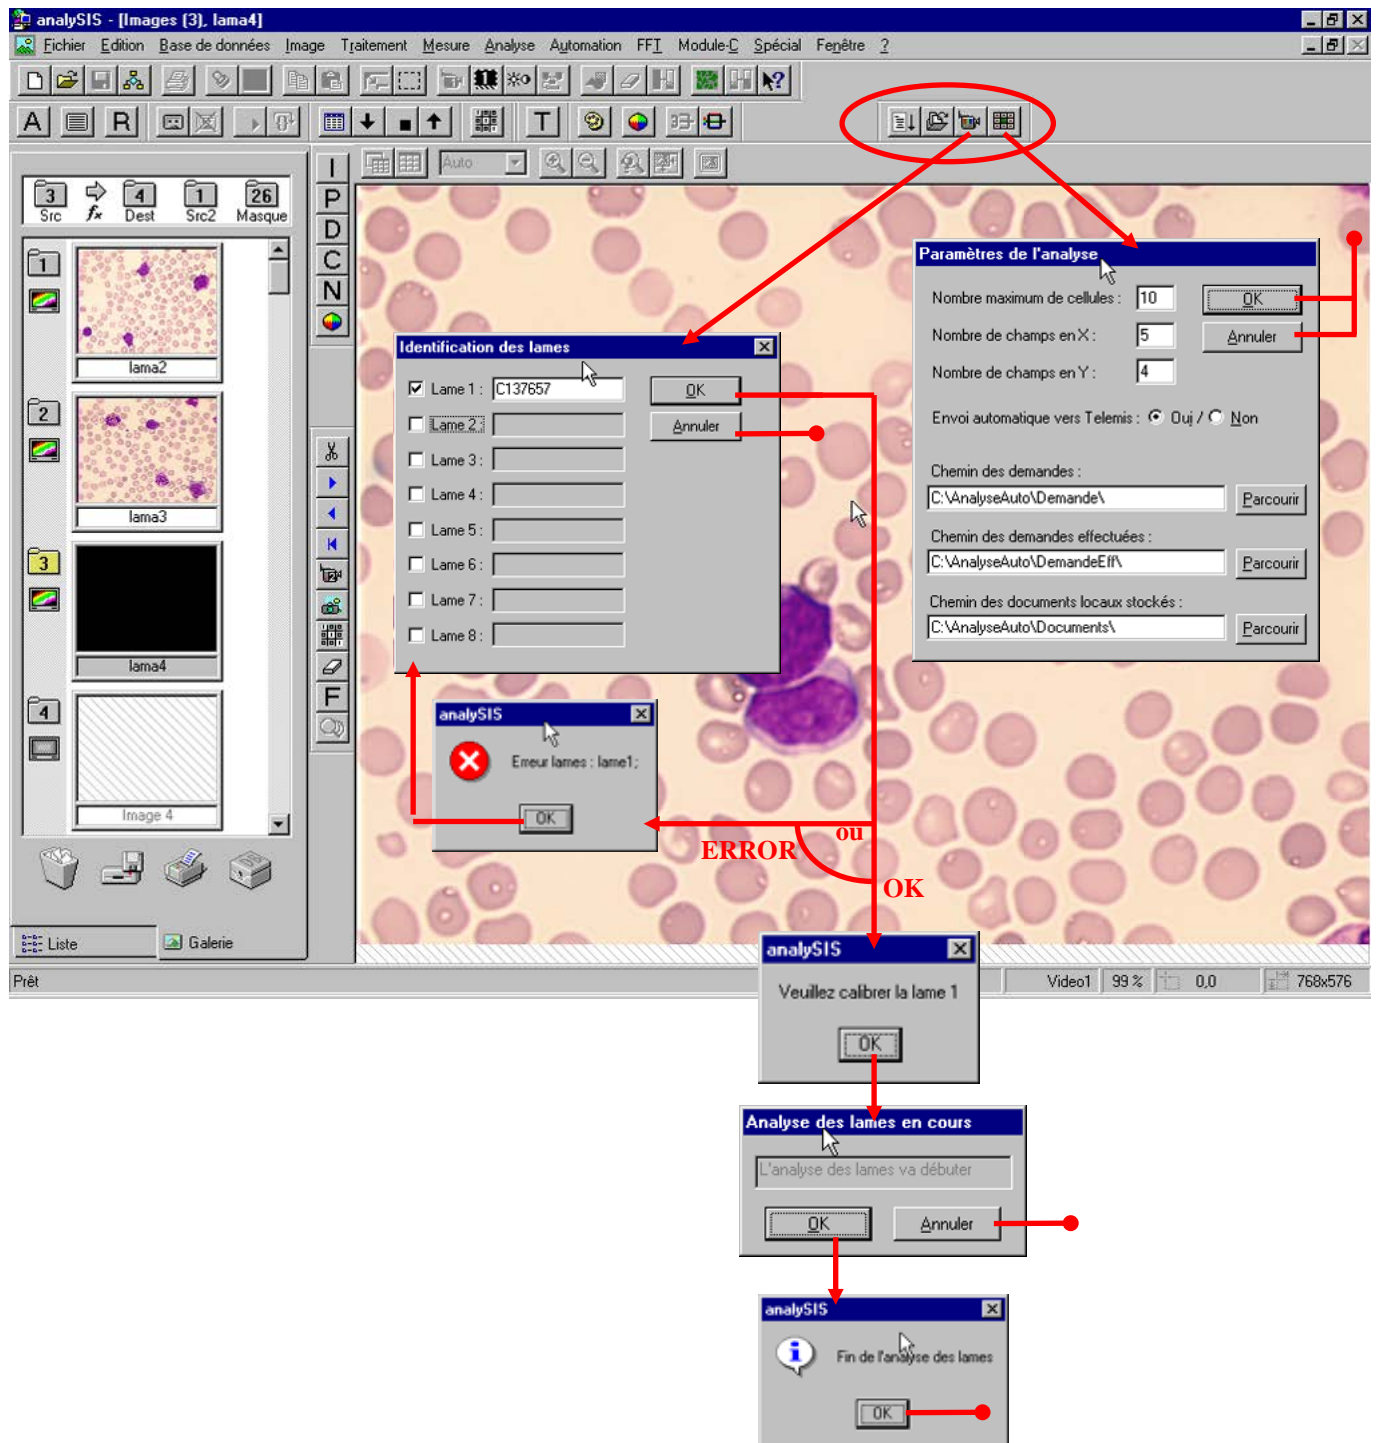 analySIS - [Images (3), lama4]
Fichier Edition Base de données Image Traitement Mesure Analyse Automation FFT Module-C Spécial Fenêtre ?
A R T
Auto
3 4 1 26
Src fx Dest Src2 Masque
I
P
D
C
N
F
1
lama2
2
lama3
3
lama4
4
Image 4
Liste Galerie
Prêt Video1 99 % 0,0 768x576
Identification des lames
Lame 1 : C137657 OK
Lame 2 : Annuler
Lame 3 :
Lame 4 :
Lame 5 :
Lame 6 :
Lame 7 :
Lame 8 :
Paramètres de l'analyse
Nombre maximum de cellules : 10 OK
Nombre de champs en X : 5 Annuler
Nombre de champs en Y : 4
Envoi automatique vers Telemis : Oui / Non
Chemin des demandes :
C:\AnalyseAuto\Demande\ Parcourir
Chemin des demandes effectuées :
C:\AnalyseAuto\DemandeEff\ Parcourir
Chemin des documents locaux stockés :
C:\AnalyseAuto\Documents\ Parcourir
analySIS
Erreur lames : lame1;
OK
ou
ERROR
OK
analySIS
Veuillez calibrer la lame 1
OK
Analyse des lames en cours
L'analyse des lames va débuter
OK Annuler
analySIS
Fin de l'analyse des lames
OK